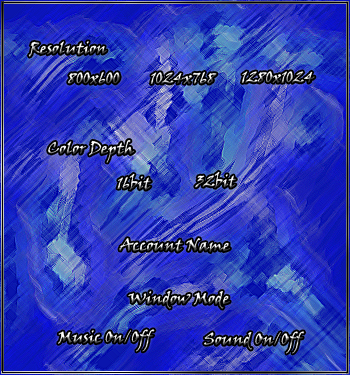 Resolution
800x600 1024x768 1280x1024
Color Depth
16bit 32bit
Account Name
Window Mode
Music On/Off Sound On/Off